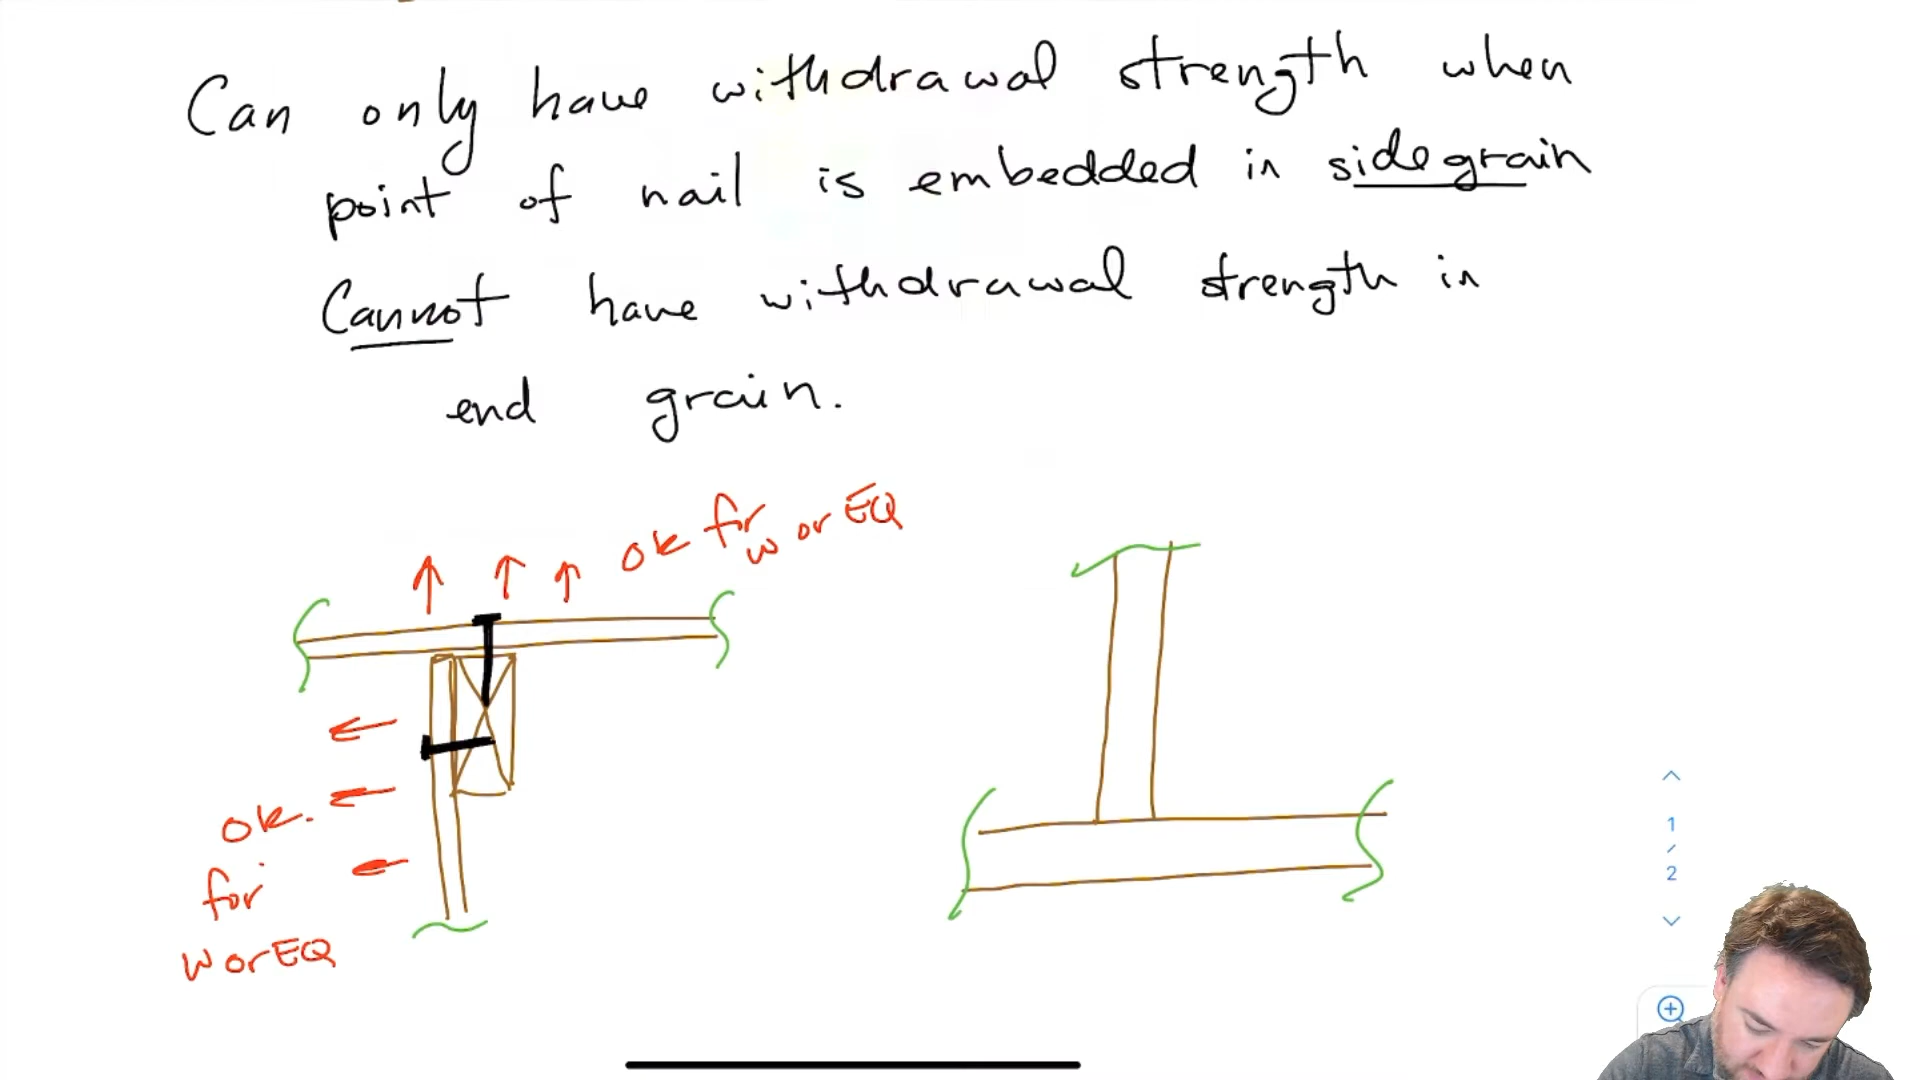 Can only have withdrawal strength when
point of nail is embedded in sidegrain
Cannot have withdrawal strength in
end grain.
ok for w or EQ
ok.
for
W or EQ
1
/
2